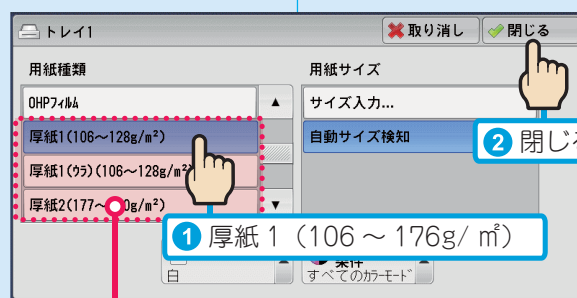 トレイ1
取り消し
閉じる
用紙種類
用紙サイズ
OHPフィルム
サイズ入力...
厚紙1(106～128g/m²)
自動サイズ検知
❷ 閉じ
厚紙1(ウラ)(106～128g/m²)
厚紙2(177～
0g/m²)
❶ 厚紙 1 (106 ～ 176g/ ㎡)
白
すべてのカラーモード